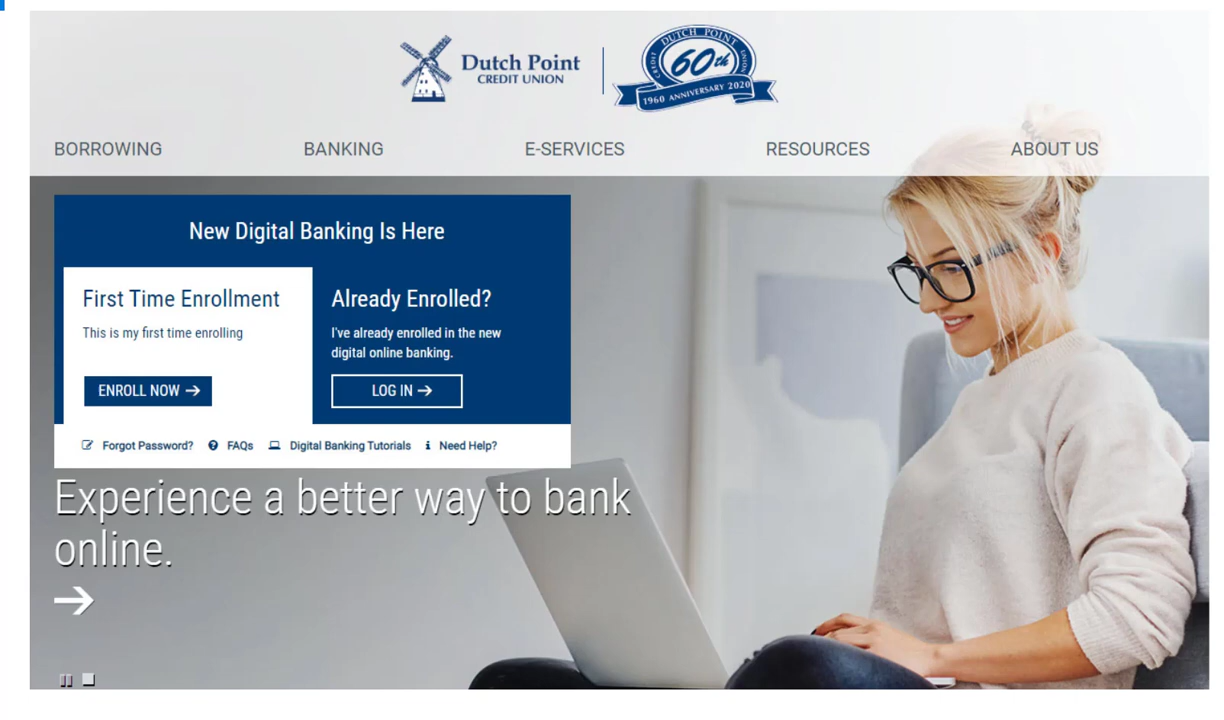 Dutch Point
CREDIT UNION
DUTCH POINT
CREDIT
UNION
60th
1960 ANNIVERSARY 2020
BORROWING
BANKING
E-SERVICES
RESOURCES
ABOUT US
New Digital Banking Is Here
First Time Enrollment
This is my first time enrolling
ENROLL NOW →
Already Enrolled?
I've already enrolled in the new
digital online banking.
LOG IN →
Forgot Password?
FAQs
Digital Banking Tutorials
Need Help?
Experience a better way to bank
online.